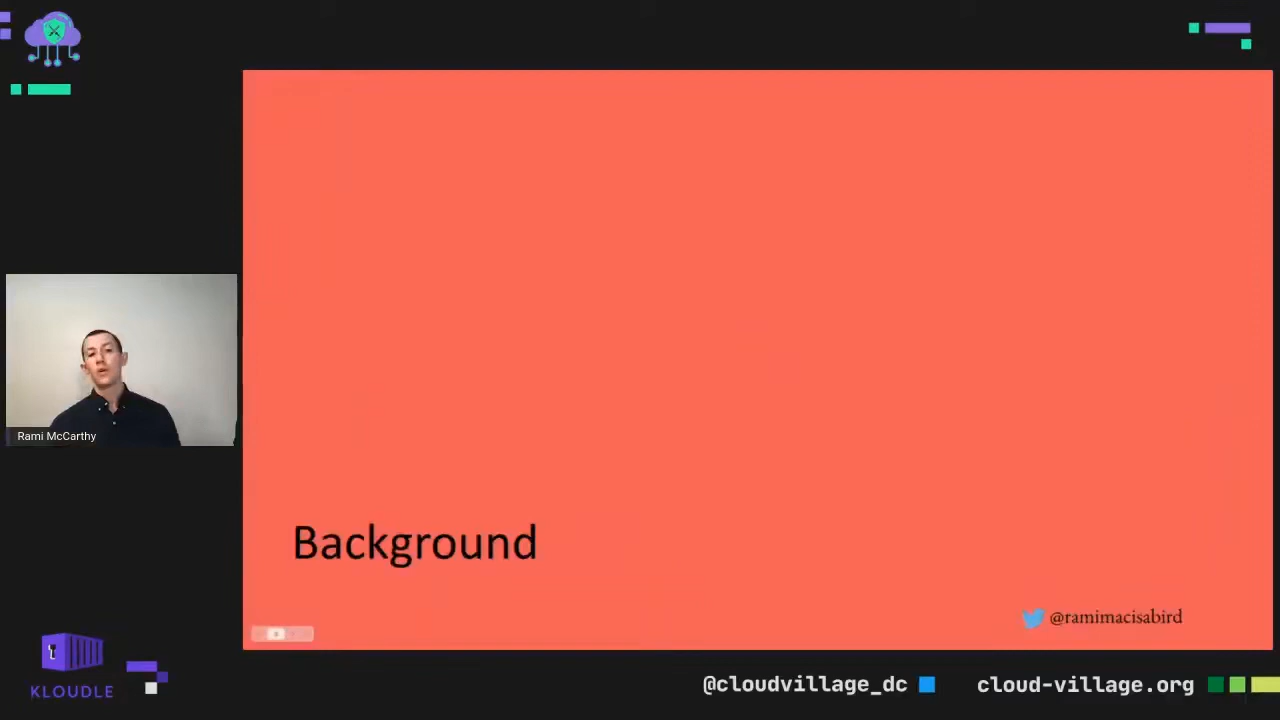 Rami McCarthy
Background
@ramimacisabird
KLOUDLE
@cloudvillage_dc
cloud-village.org